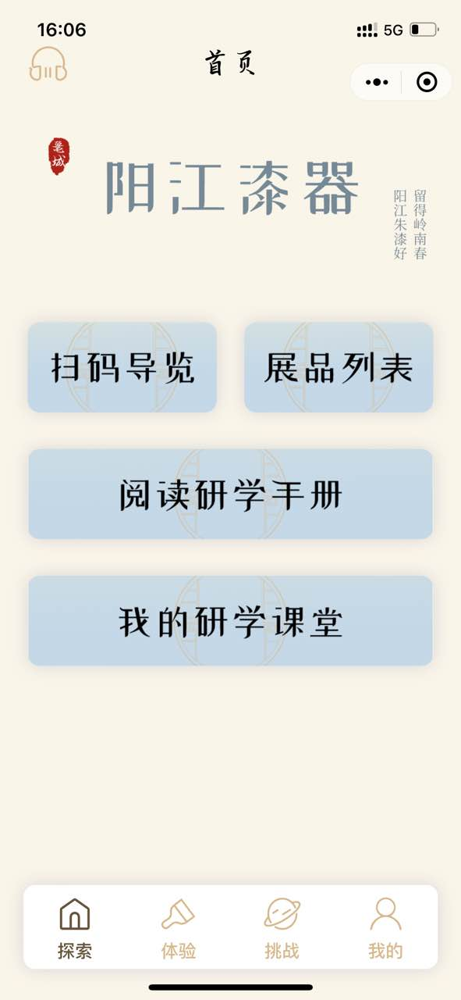 16:06
5G
首页
阳江漆器
留得岭南春
阳江朱漆好
扫码导览
展品列表
阅读研学手册
我的研学课堂
探索
体验
挑战
我的